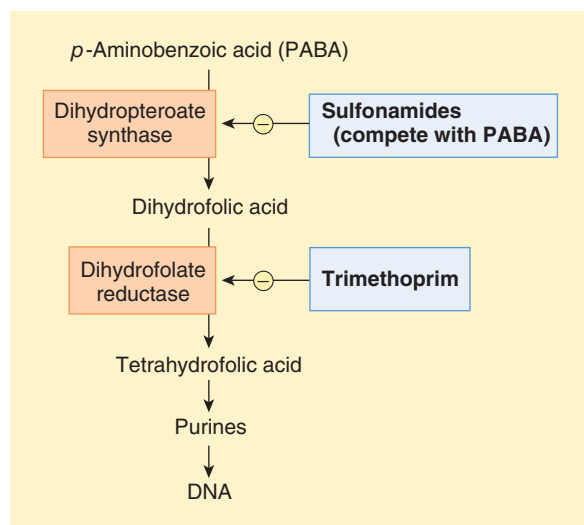 p-Aminobenzoic acid (PABA)
Dihydropteroate
synthase
Sulfonamides
(compete with PABA)
Dihydrofolic acid
Dihydrofolate
reductase
Trimethoprim
Tetrahydrofolic acid
Purines
DNA